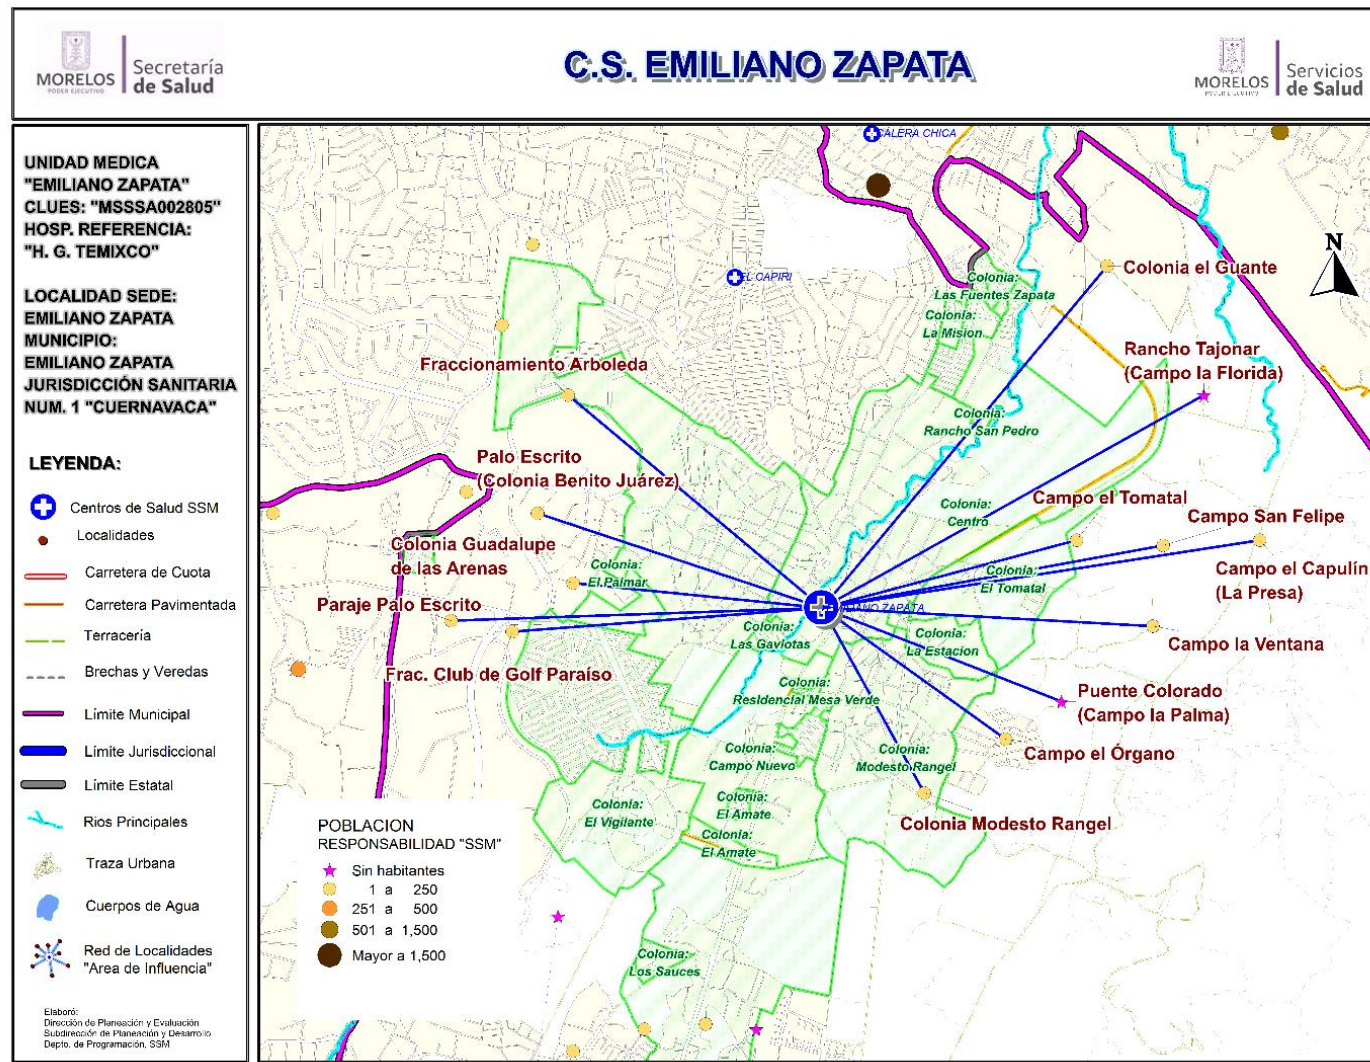 MORELOS
PODER EJECUTIVO
Secretaría
de Salud
C.S. EMILIANO ZAPATA
MORELOS
PODER EJECUTIVO
Servicios
de Salud
UNIDAD MEDICA
"EMILIANO ZAPATA"
CLUES: "MSSSA002805"
HOSP. REFERENCIA:
"H. G. TEMIXCO"
LOCALIDAD SEDE:
EMILIANO ZAPATA
MUNICIPIO:
EMILIANO ZAPATA
JURISDICCIÓN SANITARIA
NUM. 1 "CUERNAVACA"
LEYENDA:
Centros de Salud SSM
Localidades
Carretera de Cuota
Carretera Pavimentada
Terracería
Brechas y Veredas
Límite Municipal
Límite Jurisdiccional
Límite Estatal
Rios Principales
Traza Urbana
Cuerpos de Agua
Red de Localidades
"Area de Influencia"
Elaboró:
Dirección de Planeación y Evaluación
Subdirección de Planeación y Desarrollo
Depto. de Programación, SSM
CALERA CHICA
EL CAPIRI
N
Colonia el Guante
Colonia:
Las Fuentes Zapata
Colonia:
La Mision
Rancho Tajonar
(Campo la Florida)
Fraccionamiento Arboleda
Colonia:
Rancho San Pedro
Palo Escrito
(Colonia Benito Juárez)
Campo el Tomatal
Colonia:
Centro
Campo San Felipe
Colonia Guadalupe
de las Arenas
Colonia:
El Palmar
Colonia:
El Tomatal
Campo el Capulín
(La Presa)
Paraje Palo Escrito
EMILIANO ZAPATA
Colonia:
Las Gaviotas
Colonia:
La Estacion
Campo la Ventana
Frac. Club de Golf Paraíso
Colonia:
Residencial Mesa Verde
Puente Colorado
(Campo la Palma)
Colonia:
Campo Nuevo
Colonia:
Modesto Rangel
Campo el Órgano
Colonia:
El Vigilante
Colonia:
El Amate
Colonia:
El Amate
Colonia Modesto Rangel
POBLACION
RESPONSABILIDAD "SSM"
Sin habitantes
1 a 250
251 a 500
501 a 1,500
Mayor a 1,500
Colonia:
Los Sauces